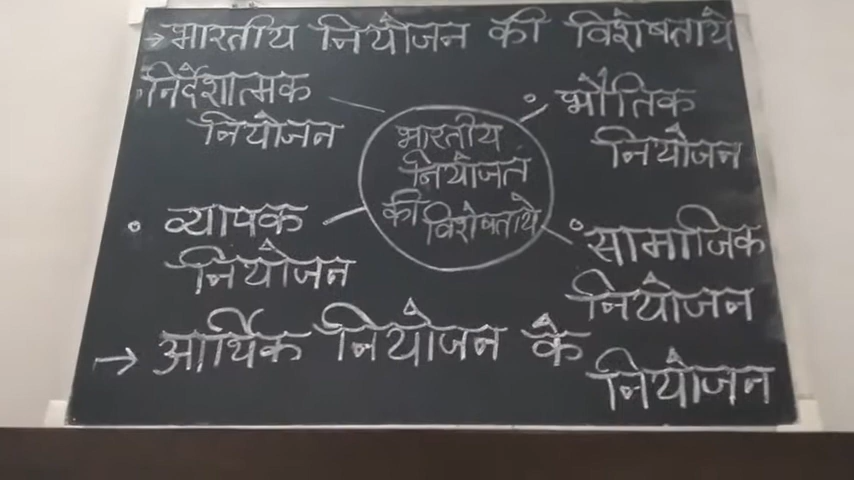 → भारतीय नियोजन की विशेषताये
निर्देशात्मक
नियोजन
भौतिक
नियोजन
भारतीय
नियोजन
की विशेषताये
व्यापक
नियोजन
सामाजिक
नियोजन
→ आर्थिक नियोजन के
नियोजन